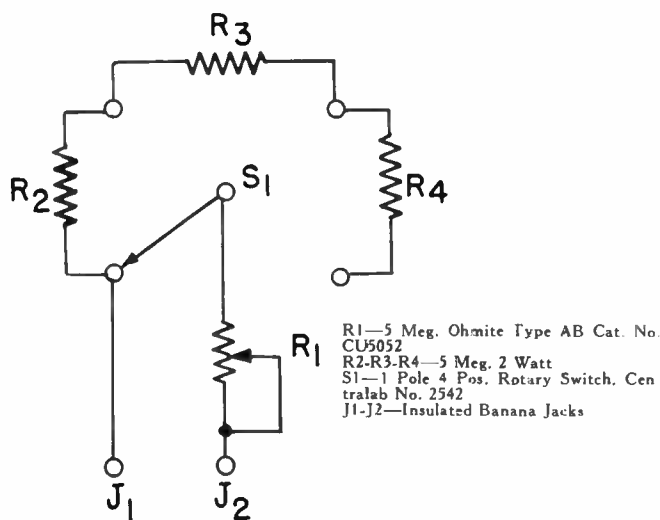 R3
R2
S1
R4
R1
R1—5 Meg. Ohmite Type AB Cat. No.
CU5052
R2-R3-R4—5 Meg. 2 Watt
S1—1 Pole 4 Pos. Rotary Switch, Cen
tralab No. 2542
J1-J2—Insulated Banana Jacks
J1
J2